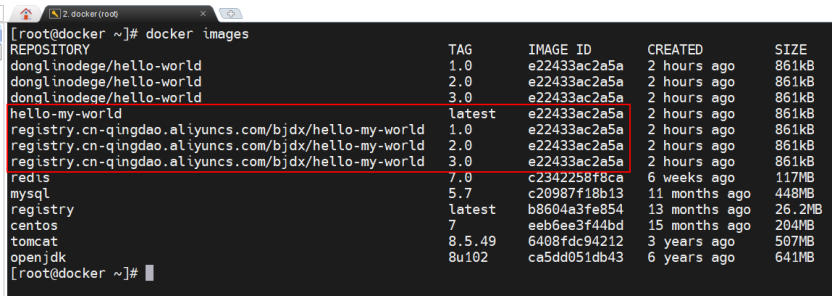 2. docker (root)
[root@docker ~]# docker images
REPOSITORY TAG IMAGE ID CREATED SIZE
donglinodege/hello-world 1.0 e22433ac2a5a 2 hours ago 861kB
donglinodege/hello-world 2.0 e22433ac2a5a 2 hours ago 861kB
donglinodege/hello-world 3.0 e22433ac2a5a 2 hours ago 861kB
hello-my-world latest e22433ac2a5a 2 hours ago 861kB
registry.cn-qingdao.aliyuncs.com/bjdx/hello-my-world 1.0 e22433ac2a5a 2 hours ago 861kB
registry.cn-qingdao.aliyuncs.com/bjdx/hello-my-world 2.0 e22433ac2a5a 2 hours ago 861kB
registry.cn-qingdao.aliyuncs.com/bjdx/hello-my-world 3.0 e22433ac2a5a 2 hours ago 861kB
redis 7.0 c2342258f8ca 6 weeks ago 117MB
mysql 5.7 c20987f18b13 11 months ago 448MB
registry latest b8604a3fe854 13 months ago 26.2MB
centos 7 eeb6ee3f44bd 15 months ago 204MB
tomcat 8.5.49 6408fdc94212 3 years ago 507MB
openjdk 8u102 ca5dd051db43 6 years ago 641MB
[root@docker ~]#